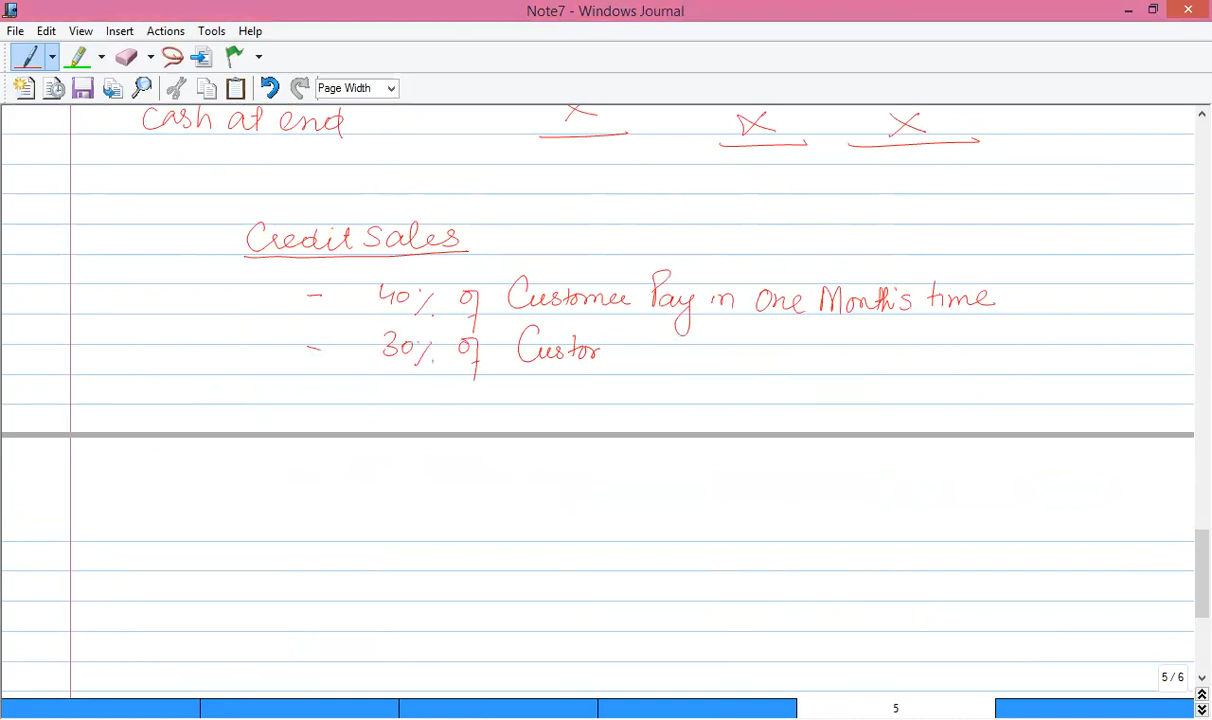 Note7 - Windows Journal
File Edit View Insert Actions Tools Help
Page Width
Cash at end
x x x
Credit Sales
- 40% of Customer Pay in One Month's time
- 30% of Custor
5 / 6
5